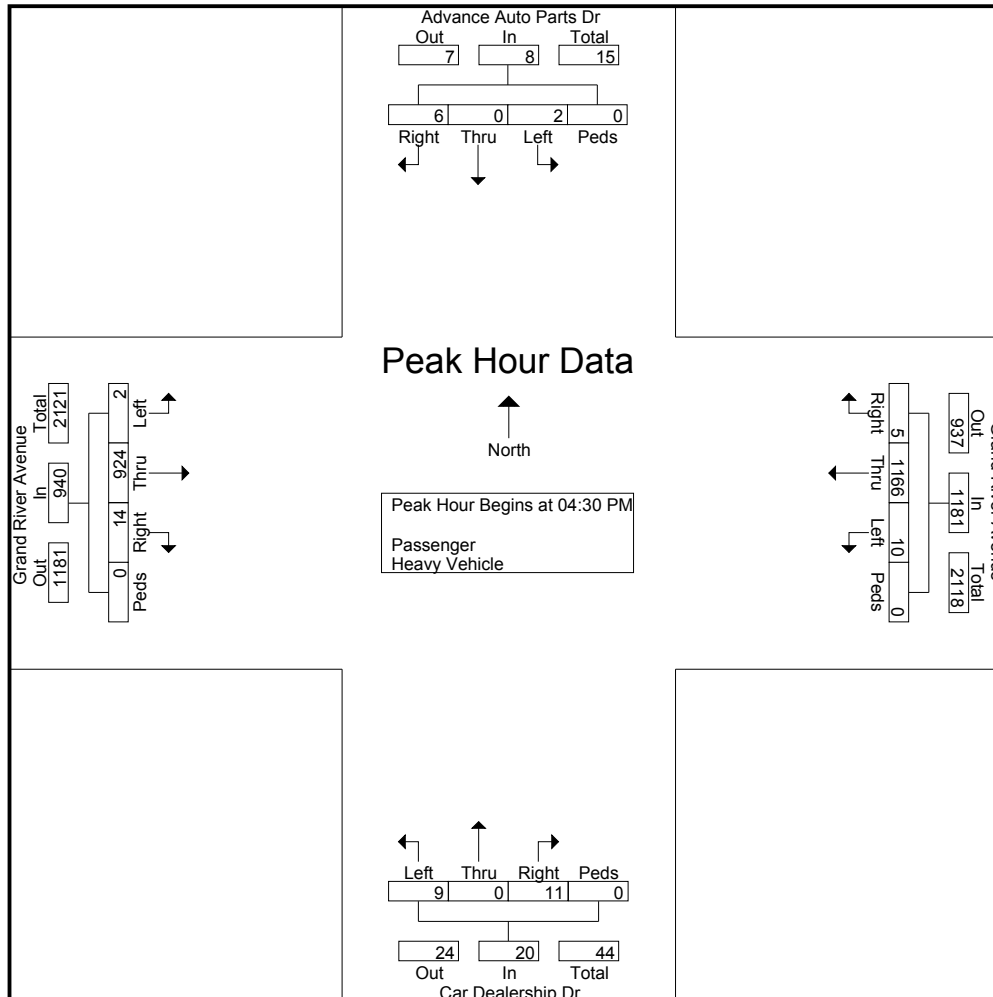 Advance Auto Parts Dr
Out In Total
7 8 15
6 0 2 0
Right Thru Left Peds
Peak Hour Data
North
Peak Hour Begins at 04:30 PM
Passenger
Heavy Vehicle
Grand River Avenue
Out In Total
1181 940 2121
Left Thru Right Peds
2 924 14 0
Out In Total
937 1181 2118
Right Thru Left Peds
5 1166 10 0
Left Thru Right Peds
9 0 11 0
24 20 44
Out In Total
Car Dealership Dr